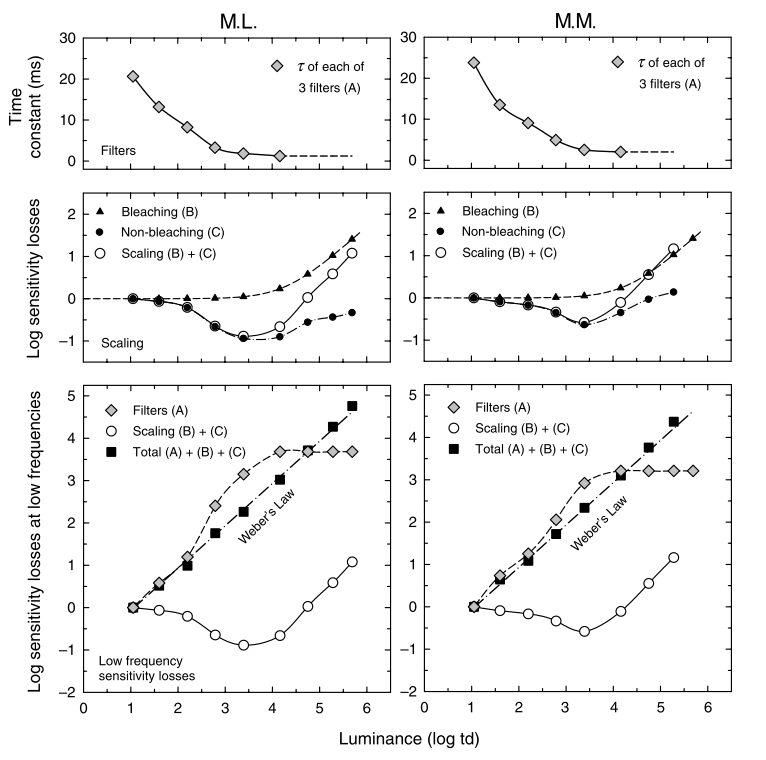 M.L.
M.M.
Time
constant (ms)
30
20
10
0
τ of each of
3 filters (A)
Filters
30
20
10
0
τ of each of
3 filters (A)
Log sensitivity losses
2
1
0
−1
Bleaching (B)
Non-bleaching (C)
Scaling (B) + (C)
Scaling
2
1
0
−1
Bleaching (B)
Non-bleaching (C)
Scaling (B) + (C)
Log sensitivity losses at low frequencies
5
4
3
2
1
0
−1
−2
Filters (A)
Scaling (B) + (C)
Total (A) + (B) + (C)
Weber's Law
Low frequency
sensitivity losses
0 1 2 3 4 5 6
5
4
3
2
1
0
−1
−2
Filters (A)
Scaling (B) + (C)
Total (A) + (B) + (C)
Weber's Law
0 1 2 3 4 5 6
Luminance (log td)